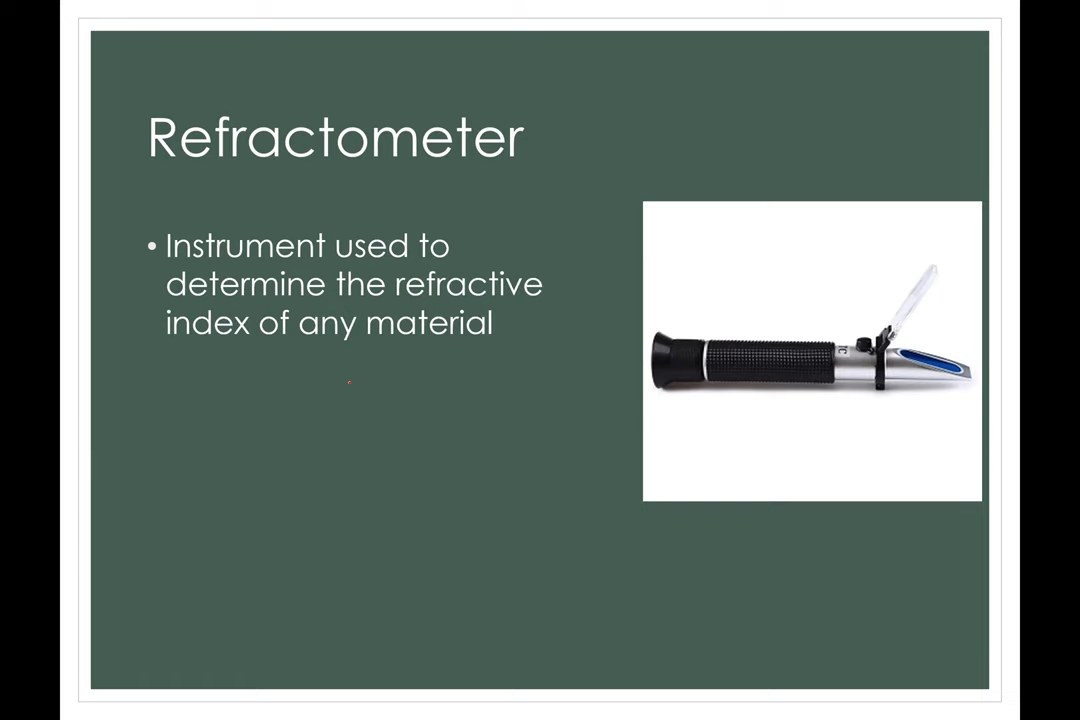 Refractometer
• Instrument used to
determine the refractive
index of any material